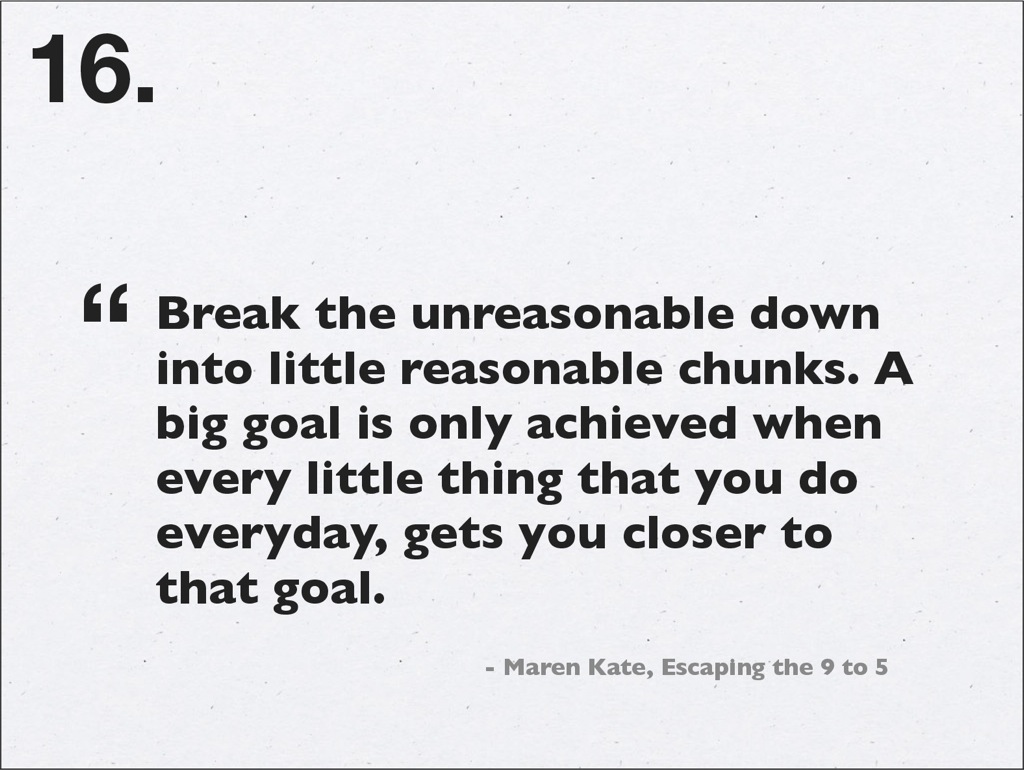 16.
“ Break the unreasonable down
into little reasonable chunks. A
big goal is only achieved when
every little thing that you do
everyday, gets you closer to
that goal.
- Maren Kate, Escaping the 9 to 5